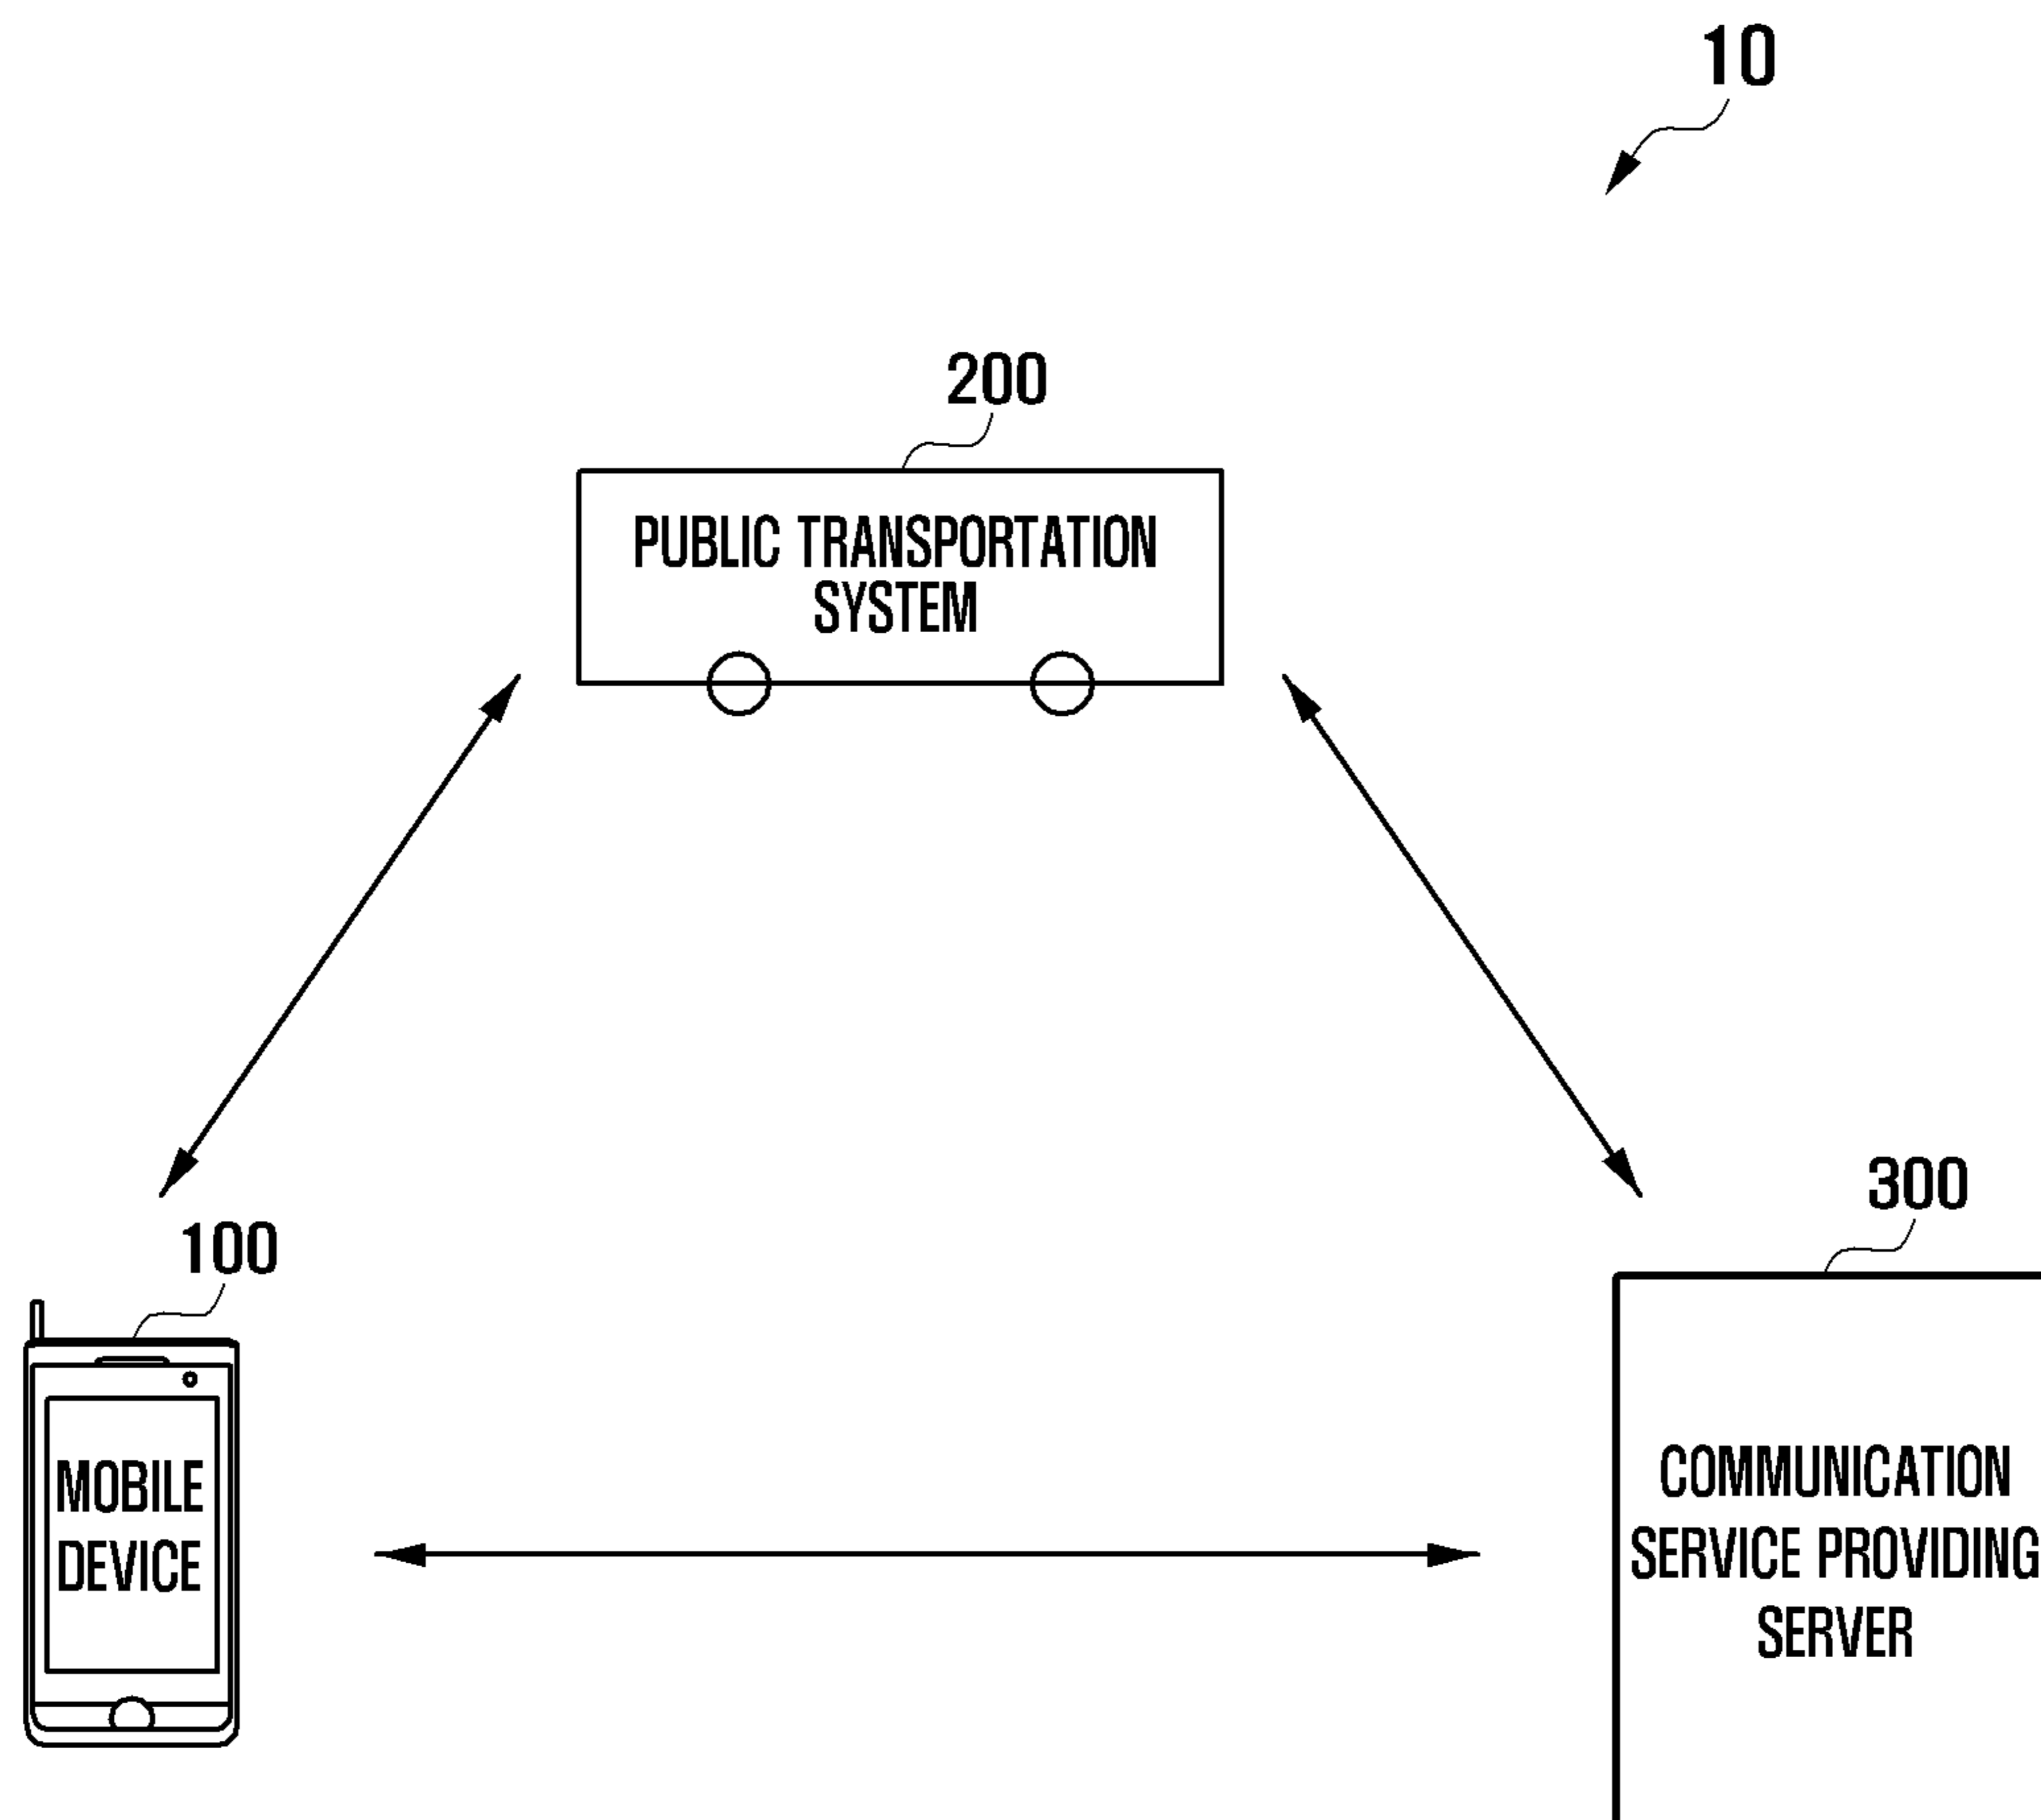 10
200
PUBLIC TRANSPORTATION
SYSTEM
300
100
MOBILE
DEVICE
COMMUNICATION
SERVICE PROVIDING
SERVER